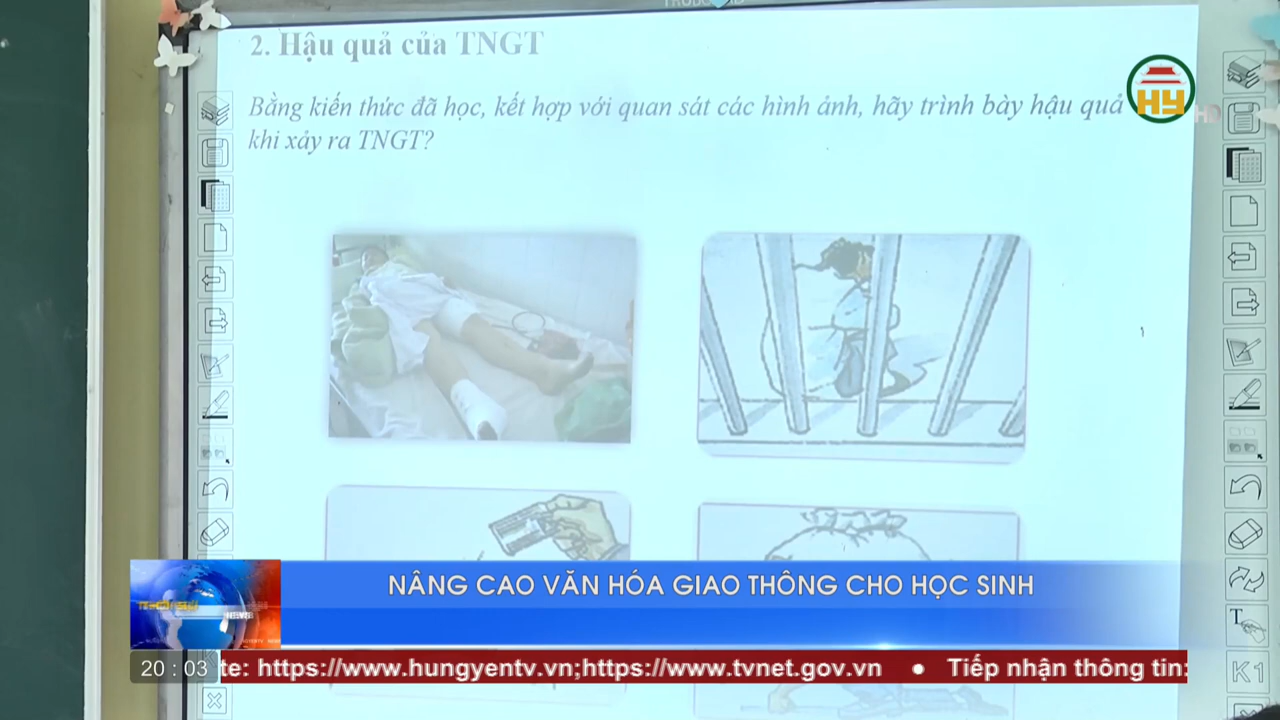 2. Hậu quả của TNGT
Bằng kiến thức đã học, kết hợp với quan sát các hình ảnh, hãy trình bày hậu quả
khi xảy ra TNGT?
HY
HD
NÂNG CAO VĂN HÓA GIAO THÔNG CHO HỌC SINH
20 : 03
te: https://www.hungyentv.vn;https://www.tvnet.gov.vn ● Tiếp nhận thông tin:
K1